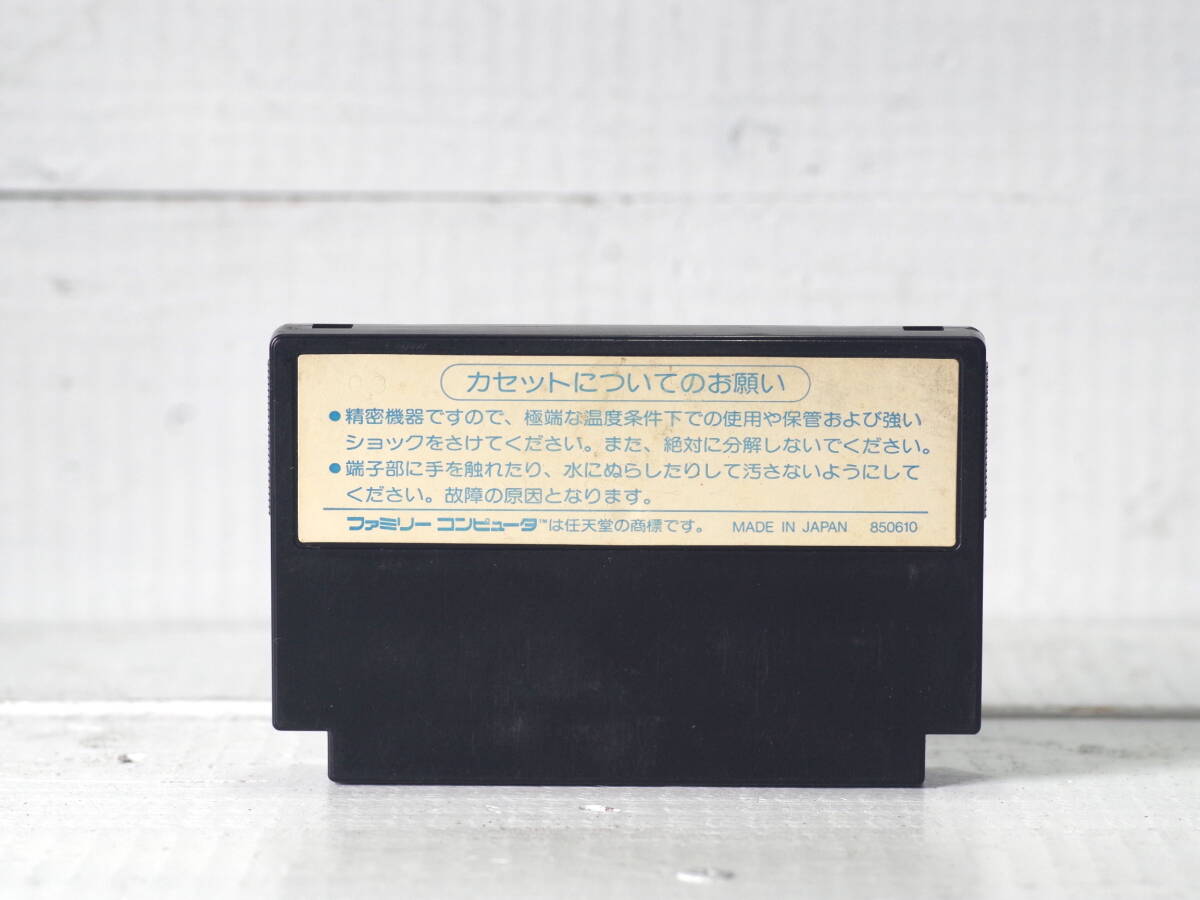 カセットについてのお願い
●精密機器ですので、極端な温度条件下での使用や保管および強い
ショックをさけてください。また、絶対に分解しないでください。
●端子部に手を触れたり、水にぬらしたりして汚さないようにして
ください。故障の原因となります。
ファミリー コンピュータ™は任天堂の商標です。 MADE IN JAPAN 850610